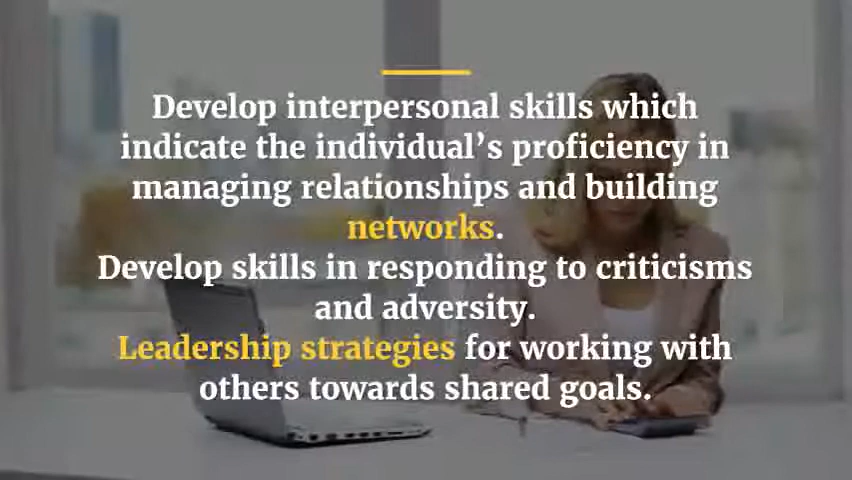 Develop interpersonal skills which
indicate the individual’s proficiency in
managing relationships and building
networks.
Develop skills in responding to criticisms
and adversity.
Leadership strategies for working with
others towards shared goals.